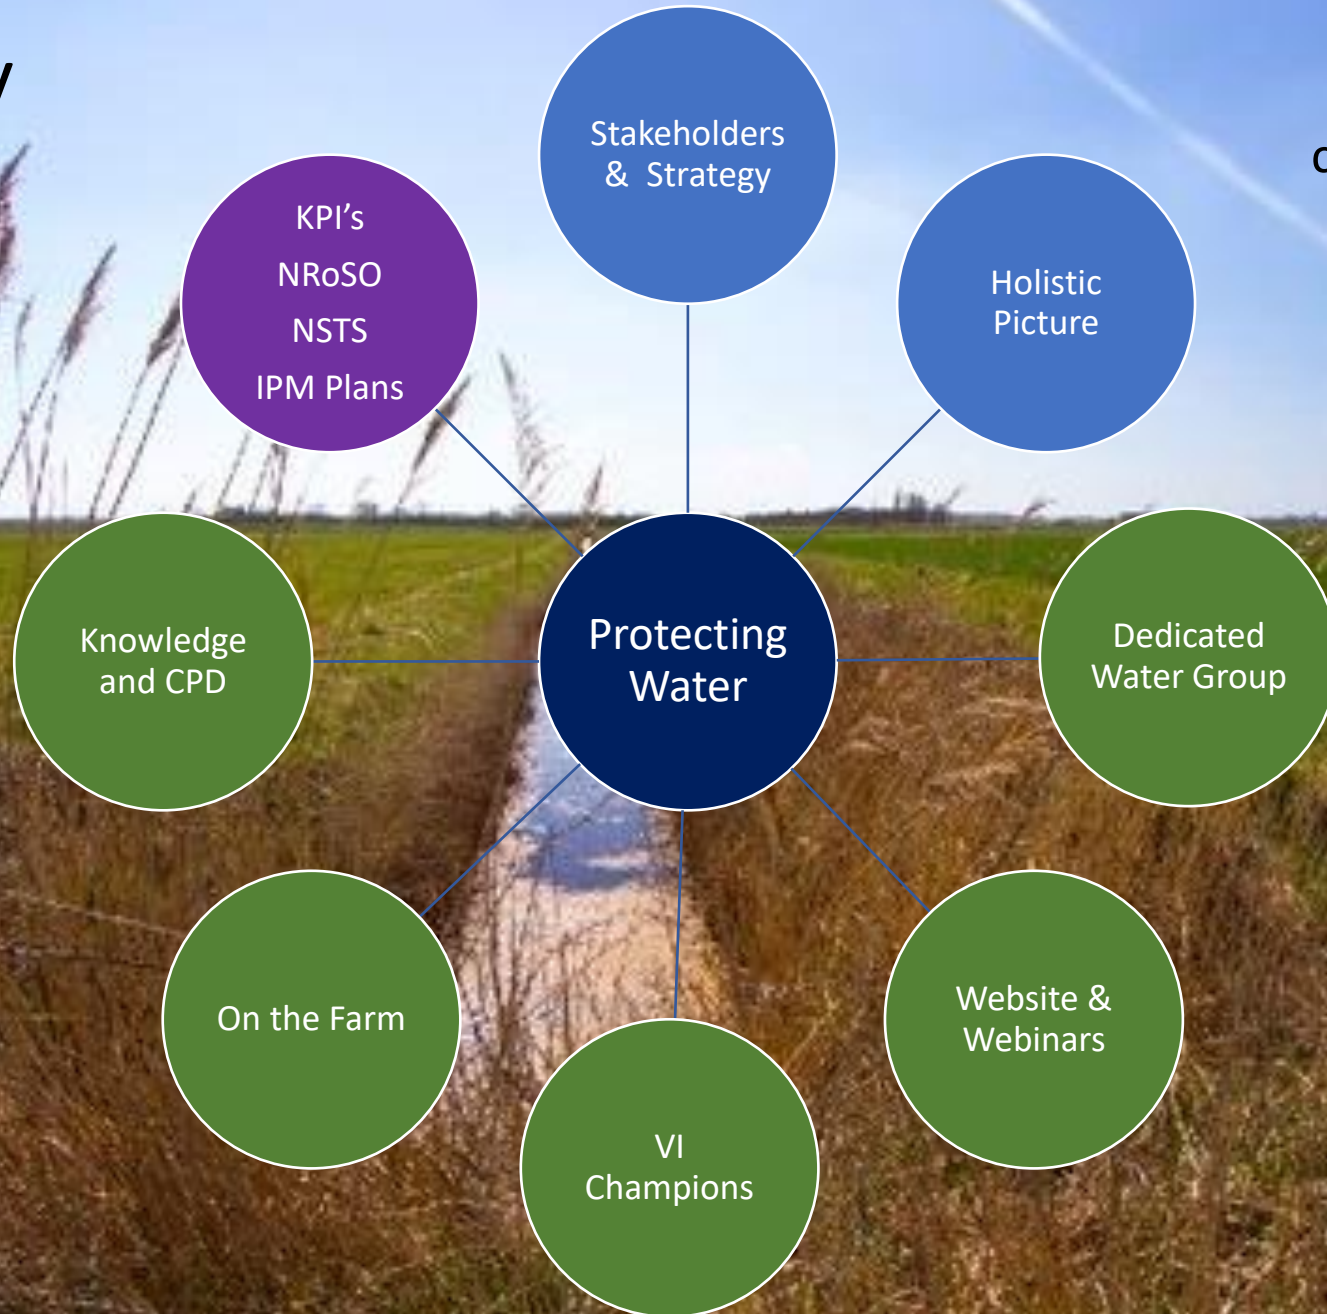 y
Stakeholders
& Strategy
KPI's
NRoSO
NSTS
IPM Plans
Holistic
Picture
Protecting
Water
Knowledge
and CPD
Dedicated
Water Group
On the Farm
Website &
Webinars
VI
Champions